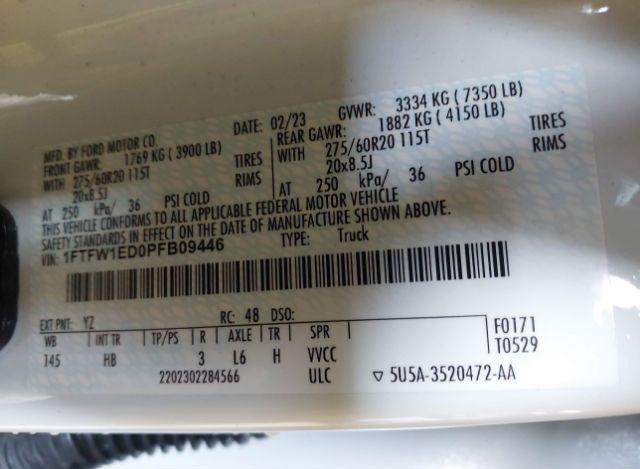 MFD. BY FORD MOTOR CO.
DATE: 02/23
GVWR: 3334 KG ( 7350 LB)
FRONT GAWR: 1769 KG (3900 LB)
REAR GAWR: 1882 KG ( 4150 LB)
WITH 275/60R20 115T TIRES
WITH 275/60R20 115T TIRES
20x8.5J RIMS
20x8.5J RIMS
AT 250 kPa/ 36 PSI COLD
AT 250 kPa/ 36 PSI COLD
THIS VEHICLE CONFORMS TO ALL APPLICABLE FEDERAL MOTOR VEHICLE
SAFETY STANDARDS IN EFFECT ON THE DATE OF MANUFACTURE SHOWN ABOVE.
VIN: 1FTFW1ED0PFB09446
TYPE: Truck
EXT PNT: YZ RC: 48 DSO:
WB INT TR TP/PS R AXLE TR SPR
145 HB 3 L6 H VVCC
2202302284566 ULC
F0171
T0529
▽ 5U5A-3520472-AA